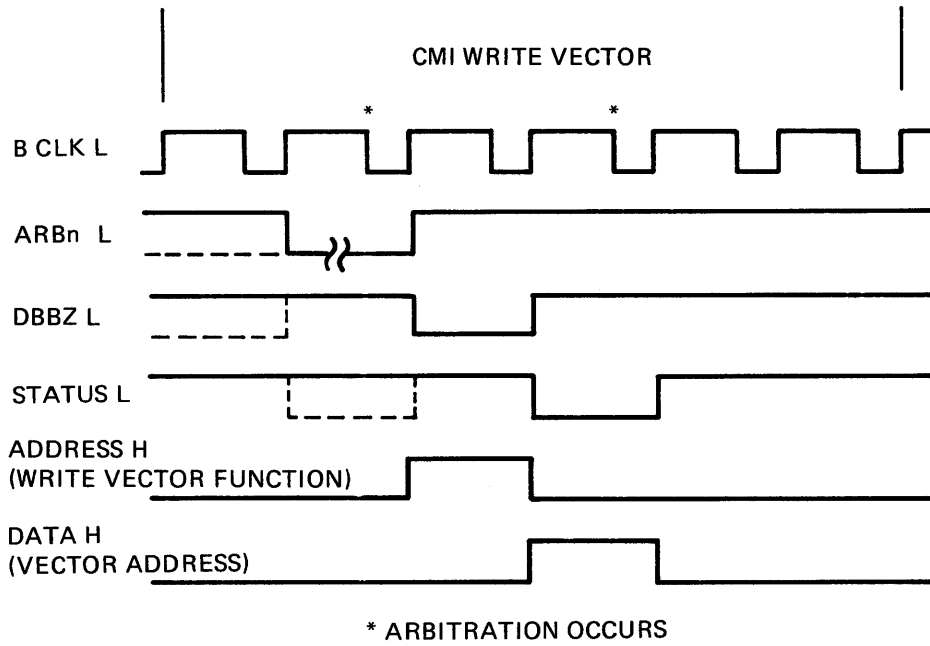 CMI WRITE VECTOR
* *
B CLK L
ARBn L
DBBZ L
STATUS L
ADDRESS H
(WRITE VECTOR FUNCTION)
DATA H
(VECTOR ADDRESS)
* ARBITRATION OCCURS